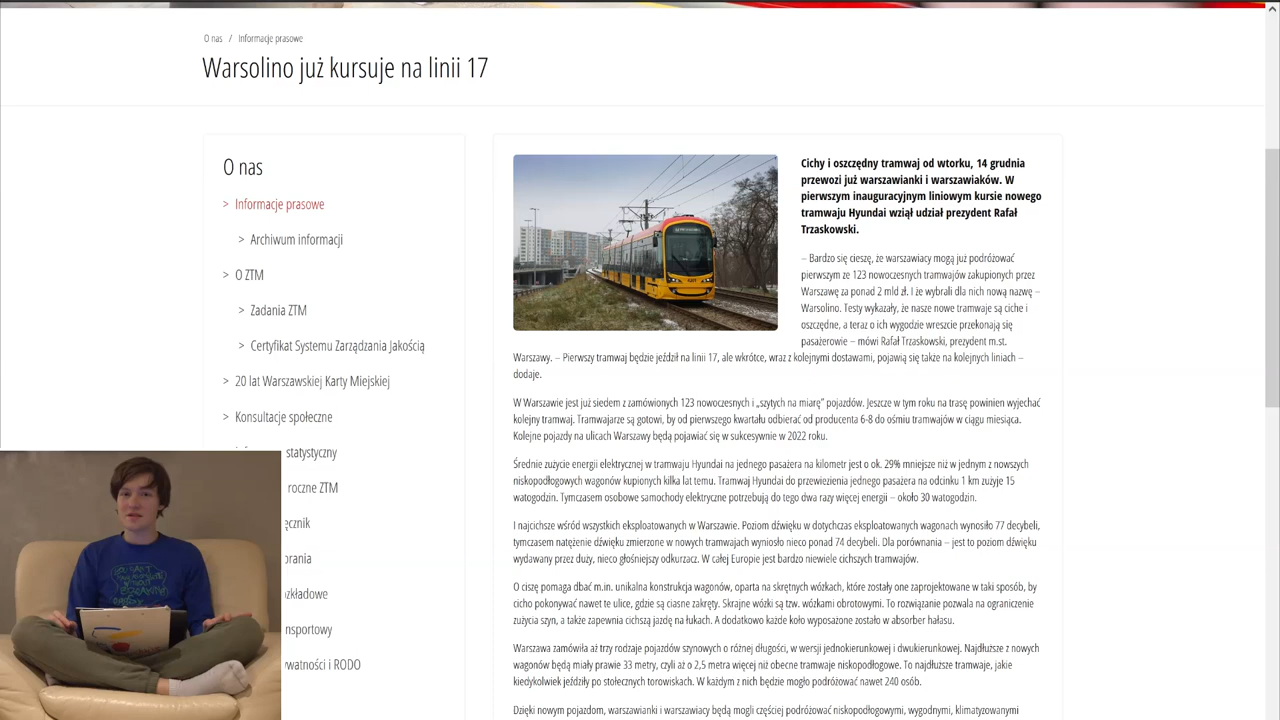 O nas / Informacje prasowe
Warsolino już kursuje na linii 17
O nas
> Informacje prasowe
> Archiwum informacji
> O ZTM
> Zadania ZTM
> Certyfikat Systemu Zarządzania Jakością
> 20 lat Warszawskiej Karty Miejskiej
> Konsultacje społeczne
statystyczny
roczne ZTM
Cichy i oszczędny tramwaj od wtorku, 14 grudnia
przewozi już warszawianki i warszawiaków. W
pierwszym inauguracyjnym liniowym kursie nowego
tramwaju Hyundai wziął udział prezydent Rafał
Trzaskowski.
– Bardzo się cieszę, że warszawiacy mogą już podróżować
pierwszym ze 123 nowoczesnych tramwajów zakupionych przez
Warszawę za ponad 2 mld zł. I że wybrali dla nich nową nazwę –
Warsolino. Testy wykazały, że nasze nowe tramwaje są ciche i
oszczędne, a teraz o ich wygodzie wreszcie przekonają się
pasażerowie – mówi Rafał Trzaskowski, prezydent m.st.
Warszawy. – Pierwszy tramwaj będzie jeździł na linii 17, ale wkrótce, wraz z kolejnymi dostawami, pojawią się także na kolejnych liniach –
dodaje.
W Warszawie jest już siedem z zamówionych 123 nowoczesnych i „szytych na miarę” pojazdów. Jeszcze w tym roku na trasę powinien wyjechać
kolejny tramwaj. Tramwajarze są gotowi, by od pierwszego kwartału odbierać od producenta 6-8 do ośmiu tramwajów w ciągu miesiąca.
Kolejne pojazdy na ulicach Warszawy będą pojawiać się w sukcesywnie w 2022 roku.
Średnie zużycie energii elektrycznej w tramwaju Hyundai na jednego pasażera na kilometr jest o ok. 29% mniejsze niż w jednym z nowszych
niskopodłogowych wagonów kupionych kilka lat temu. Tramwaj Hyundai do przewiezienia jednego pasażera na odcinku 1 km zużyje 15
watogodzin. Tymczasem osobowe samochody elektryczne potrzebują do tego dwa razy więcej energii – około 30 watogodzin.
I najcichsze wśród wszystkich eksploatowanych w Warszawie. Poziom dźwięku w dotychczas eksploatowanych wagonach wynosiło 77 decybeli,
tymczasem natężenie dźwięku zmierzone w nowych tramwajach wyniosło nieco ponad 74 decybeli. Dla porównania – jest to poziom dźwięku
wydawany przez duży, nieco głośniejszy odkurzacz. W całej Europie jest bardzo niewiele cichszych tramwajów.
O ciszę pomaga dbać m.in. unikalna konstrukcja wagonów, oparta na skrętnych wózkach, które zostały one zaprojektowane w taki sposób, by
cicho pokonywać nawet te ulice, gdzie są ciasne zakręty. Skrajne wózki są tzw. wózkami obrotowymi. To rozwiązanie pozwala na ograniczenie
zużycia szyn, a także zapewnia cichszą jazdę na łukach. A dodatkowo każde koło wyposażone zostało w absorber hałasu.
Warszawa zamówiła aż trzy rodzaje pojazdów szynowych o różnej długości, w wersji jednokierunkowej i dwukierunkowej. Najdłuższe z nowych
wagonów będą miały prawie 33 metry, czyli aż o 2,5 metra więcej niż obecne tramwaje niskopodłogowe. To najdłuższe tramwaje, jakie
kiedykolwiek jeździły po stołecznych torowiskach. W każdym z nich będzie mogło podróżować nawet 240 osób.
Dzięki nowym pojazdom, warszawianki i warszawiacy będą mogli częściej podróżować niskopodłogowymi, wygodnymi, klimatyzowanymi